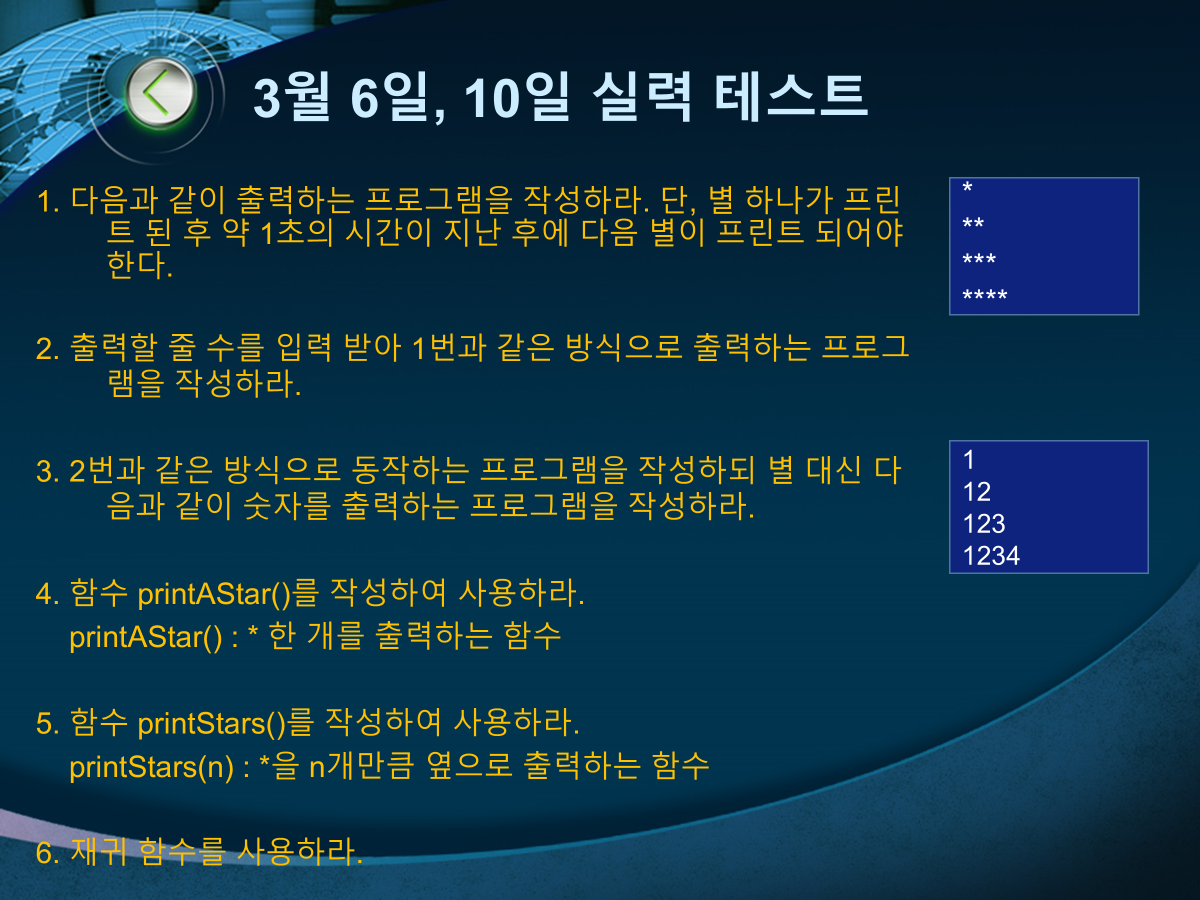 3월 6일, 10일 실력 테스트
1. 다음과 같이 출력하는 프로그램을 작성하라. 단, 별 하나가 프린
트 된 후 약 1초의 시간이 지난 후에 다음 별이 프린트 되어야
한다.
*
**
***
****
2. 출력할 줄 수를 입력 받아 1번과 같은 방식으로 출력하는 프로그
램을 작성하라.
3. 2번과 같은 방식으로 동작하는 프로그램을 작성하되 별 대신 다
음과 같이 숫자를 출력하는 프로그램을 작성하라.
1
12
123
1234
4. 함수 printAStar()를 작성하여 사용하라.
printAStar() : * 한 개를 출력하는 함수
5. 함수 printStars()를 작성하여 사용하라.
printStars(n) : *을 n개만큼 옆으로 출력하는 함수
6. 재귀 함수를 사용하라.